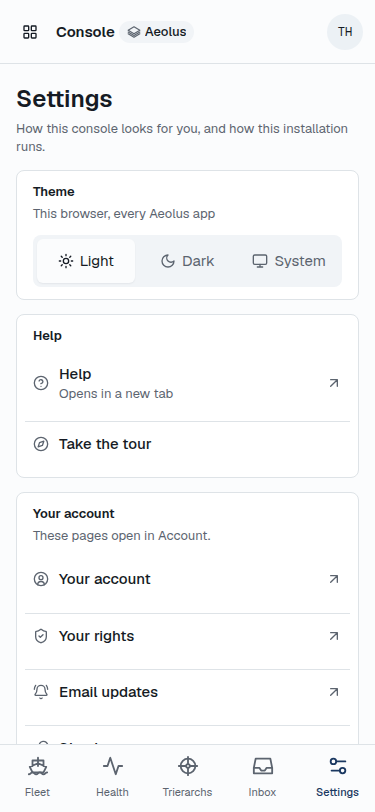 Console Aeolus TH
Settings
How this console looks for you, and how this installation
runs.
Theme
This browser, every Aeolus app
Light Dark System
Help
Help
Opens in a new tab
Take the tour
Your account
These pages open in Account.
Your account
Your rights
Email updates
Fleet Health Trierarchs Inbox Settings